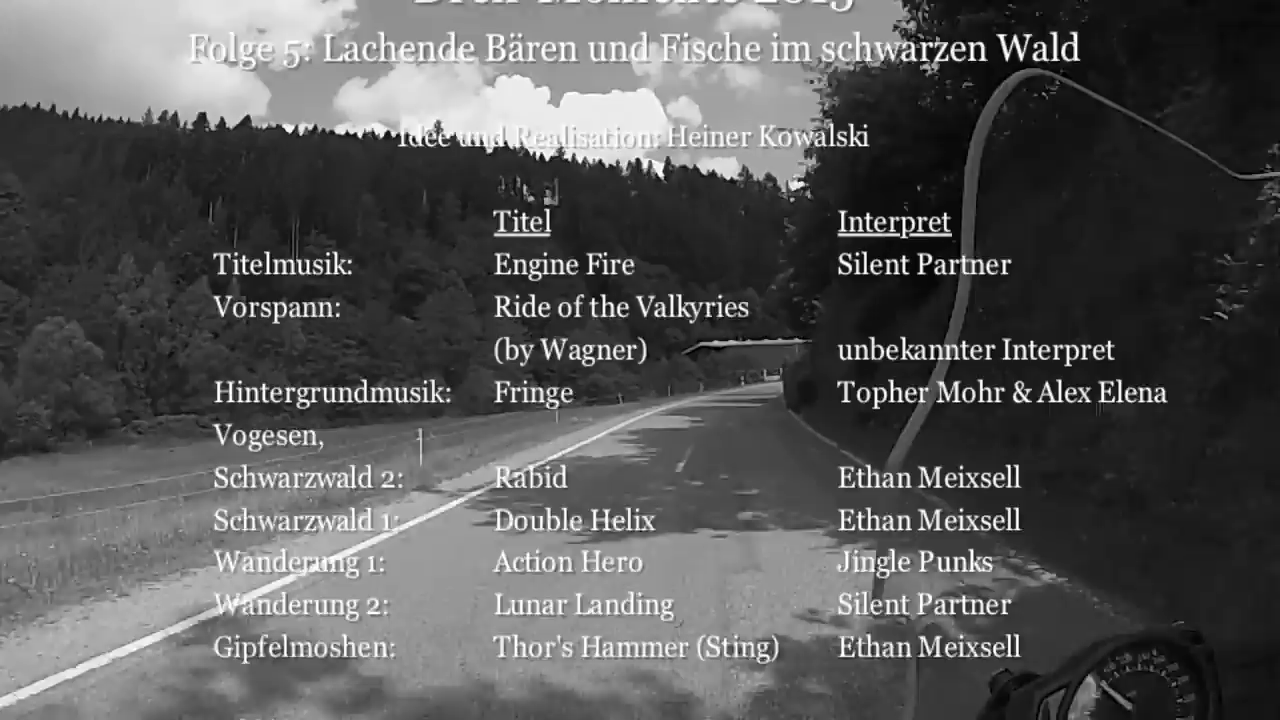 Folge 5: Lachende Bären und Fische im schwarzen Wald
Idee und Realisation: Heiner Kowalski
Titel Interpret
Titelmusik: Engine Fire Silent Partner
Vorspann: Ride of the Valkyries
(by Wagner) unbekannter Interpret
Hintergrundmusik: Fringe Topher Mohr & Alex Elena
Vogesen,
Schwarzwald 2: Rabid Ethan Meixsell
Schwarzwald 1: Double Helix Ethan Meixsell
Wanderung 1: Action Hero Jingle Punks
Wanderung 2: Lunar Landing Silent Partner
Gipfelmoshen: Thor's Hammer (Sting) Ethan Meixsell